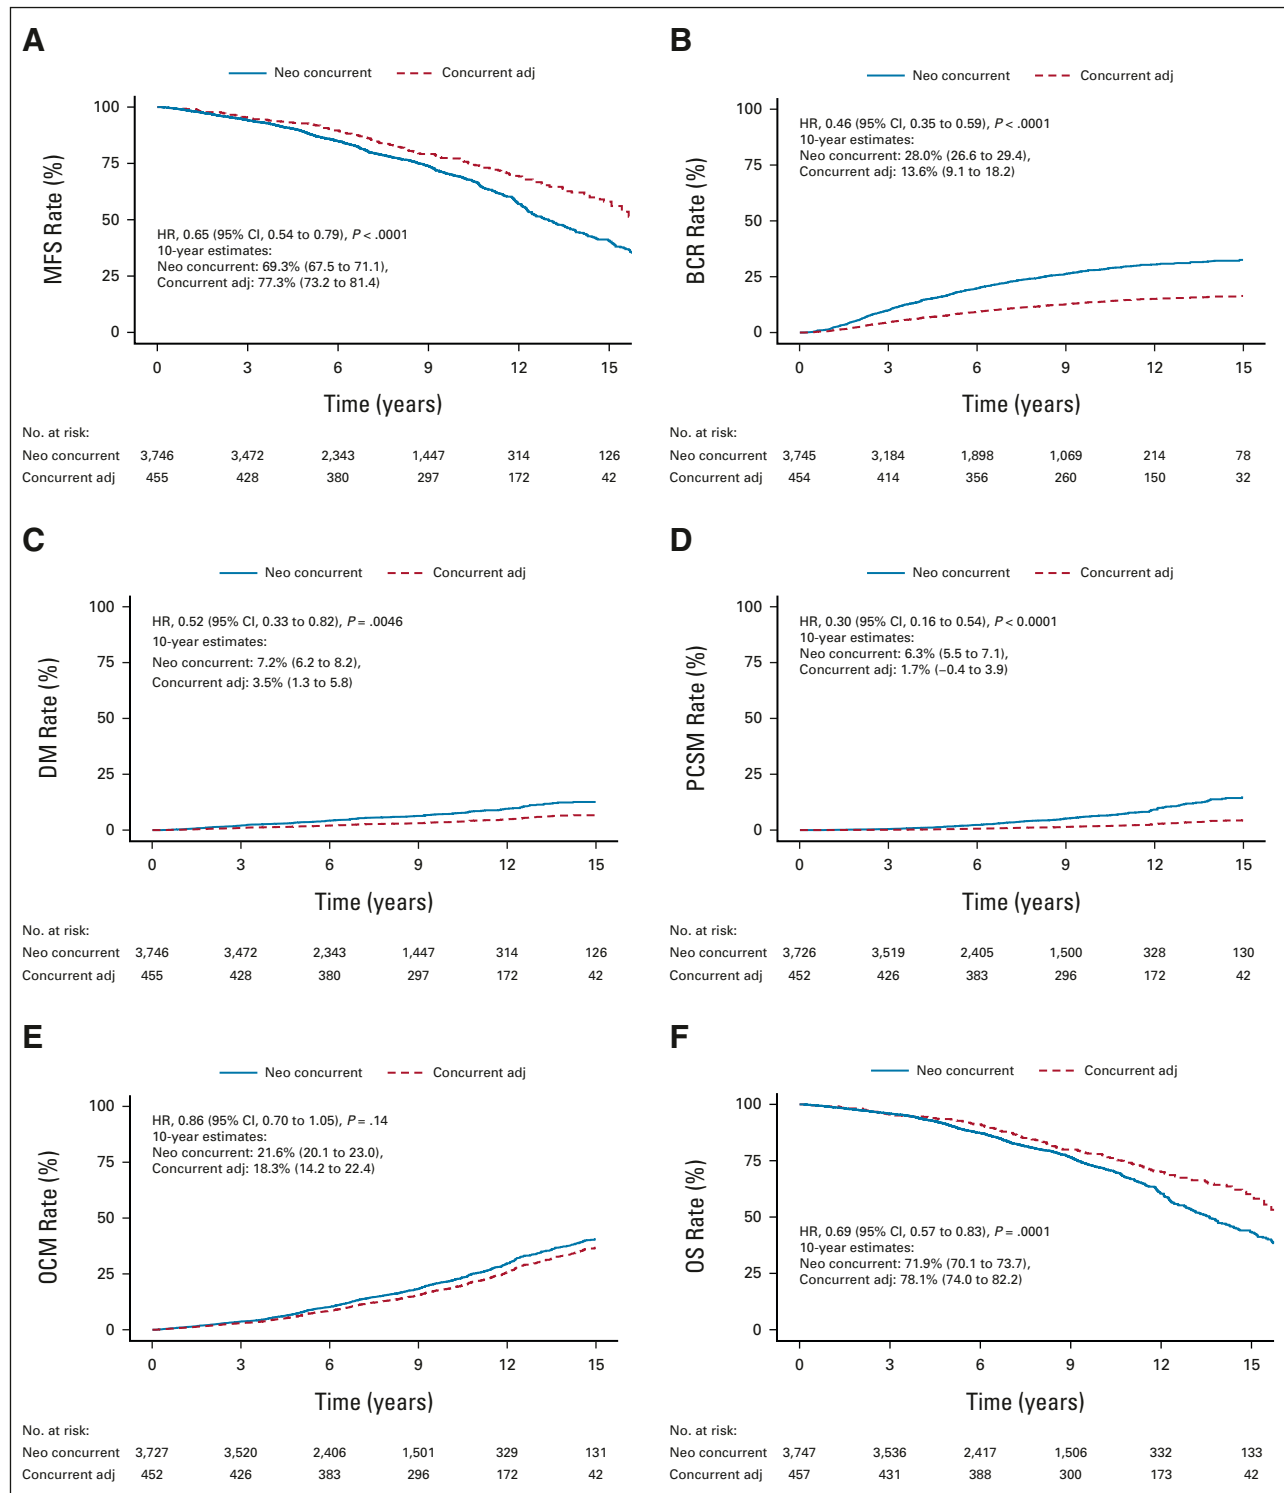 A
Neo concurrent
Concurrent adj
MFS Rate (%)
100
75
50
25
0
HR, 0.65 (95% CI, 0.54 to 0.79), P < .0001
10-year estimates:
Neo concurrent: 69.3% (67.5 to 71.1),
Concurrent adj: 77.3% (73.2 to 81.4)
0 3 6 9 12 15
Time (years)
No. at risk:
Neo concurrent 3,746 3,472 2,343 1,447 314 126
Concurrent adj 455 428 380 297 172 42
B
Neo concurrent
Concurrent adj
BCR Rate (%)
100
75
50
25
0
HR, 0.46 (95% CI, 0.35 to 0.59), P < .0001
10-year estimates:
Neo concurrent: 28.0% (26.6 to 29.4),
Concurrent adj: 13.6% (9.1 to 18.2)
0 3 6 9 12 15
Time (years)
No. at risk:
Neo concurrent 3,745 3,184 1,898 1,069 214 78
Concurrent adj 454 414 356 260 150 32
C
Neo concurrent
Concurrent adj
DM Rate (%)
100
75
50
25
0
HR, 0.52 (95% CI, 0.33 to 0.82), P = .0046
10-year estimates:
Neo concurrent: 7.2% (6.2 to 8.2),
Concurrent adj: 3.5% (1.3 to 5.8)
0 3 6 9 12 15
Time (years)
No. at risk:
Neo concurrent 3,746 3,472 2,343 1,447 314 126
Concurrent adj 455 428 380 297 172 42
D
Neo concurrent
Concurrent adj
PCSM Rate (%)
100
75
50
25
0
HR, 0.30 (95% CI, 0.16 to 0.54), P < 0.0001
10-year estimates:
Neo concurrent: 6.3% (5.5 to 7.1),
Concurrent adj: 1.7% (−0.4 to 3.9)
0 3 6 9 12 15
Time (years)
No. at risk:
Neo concurrent 3,726 3,519 2,405 1,500 328 130
Concurrent adj 452 426 383 296 172 42
E
Neo concurrent
Concurrent adj
OCM Rate (%)
100
75
50
25
0
HR, 0.86 (95% CI, 0.70 to 1.05), P = .14
10-year estimates:
Neo concurrent: 21.6% (20.1 to 23.0),
Concurrent adj: 18.3% (14.2 to 22.4)
0 3 6 9 12 15
Time (years)
No. at risk:
Neo concurrent 3,727 3,520 2,406 1,501 329 131
Concurrent adj 452 426 383 296 172 42
F
Neo concurrent
Concurrent adj
OS Rate (%)
100
75
50
25
0
HR, 0.69 (95% CI, 0.57 to 0.83), P = .0001
10-year estimates:
Neo concurrent: 71.9% (70.1 to 73.7),
Concurrent adj: 78.1% (74.0 to 82.2)
0 3 6 9 12 15
Time (years)
No. at risk:
Neo concurrent 3,747 3,536 2,417 1,506 332 133
Concurrent adj 457 431 388 300 173 42